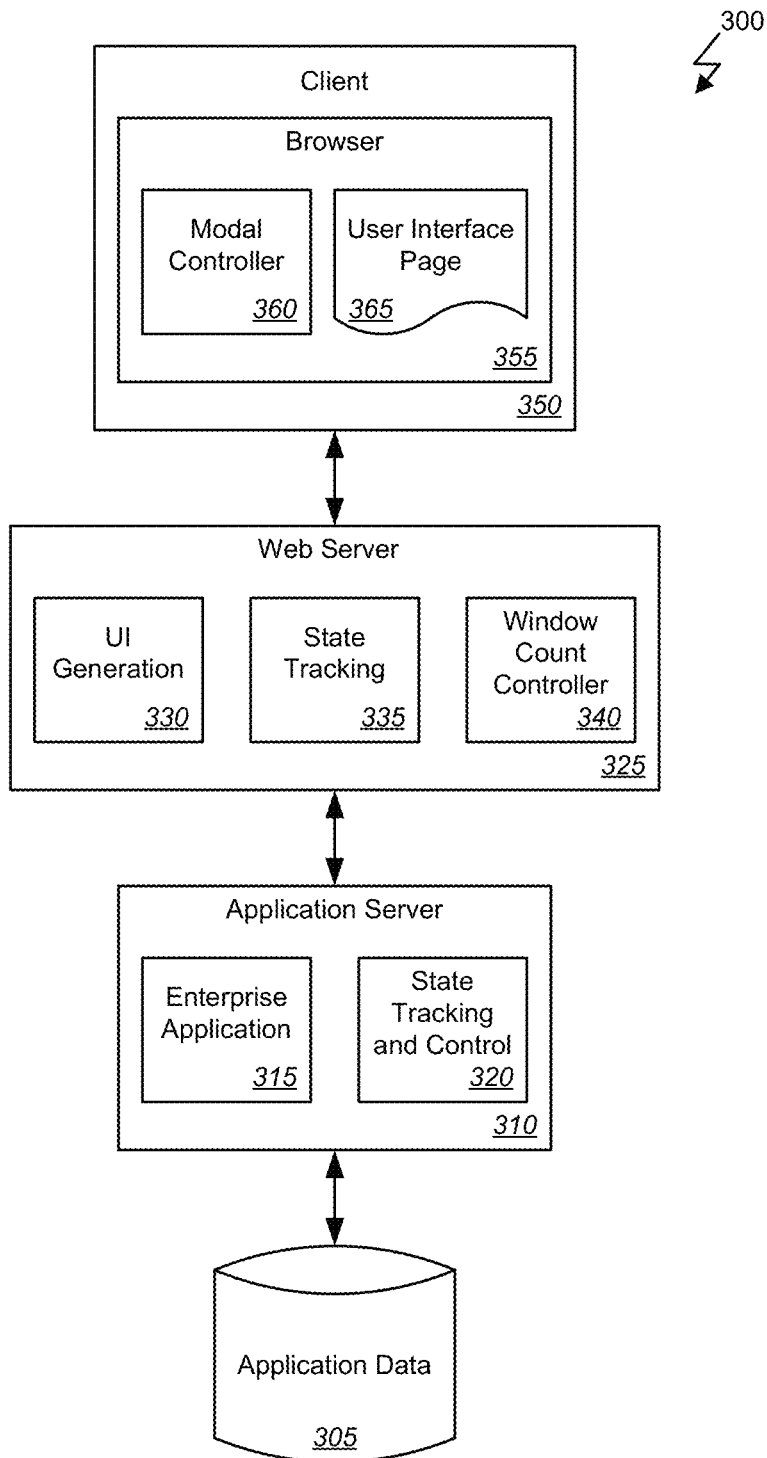 300
Client
Browser
Modal
Controller
360
User Interface
Page
365
355
350
Web Server
UI
Generation
330
State
Tracking
335
Window
Count
Controller
340
325
Application Server
Enterprise
Application
315
State
Tracking
and Control
320
310
Application Data
305